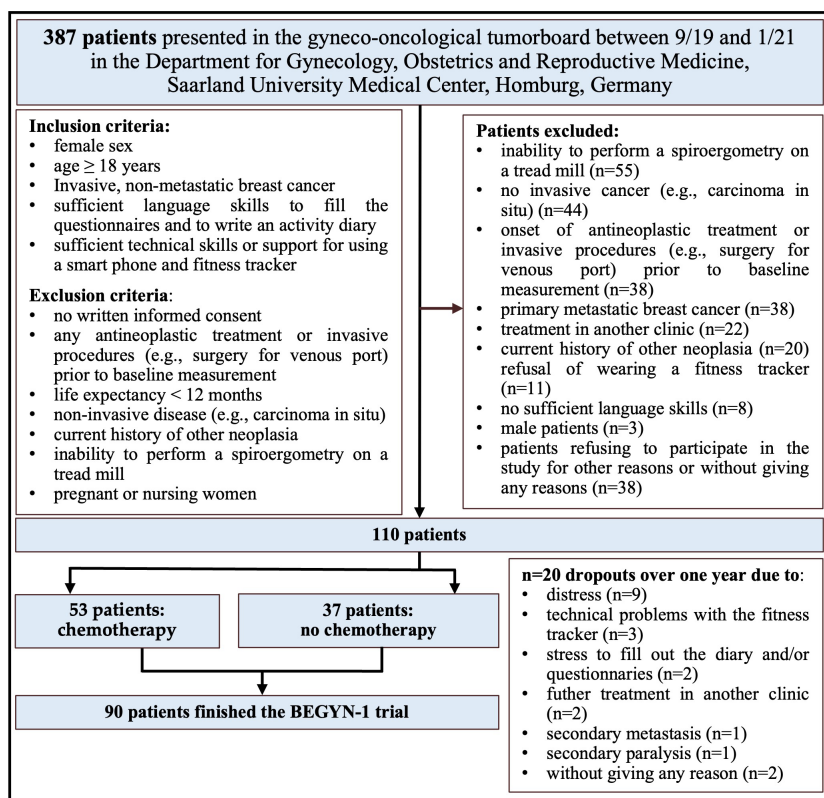 387 patients presented in the gyneco-oncological tumorboard between 9/19 and 1/21
in the Department for Gynecology, Obstetrics and Reproductive Medicine,
Saarland University Medical Center, Homburg, Germany
Inclusion criteria:
• female sex
• age ≥ 18 years
• Invasive, non-metastatic breast cancer
• sufficient language skills to fill the
questionnaires and to write an activity diary
• sufficient technical skills or support for using
a smart phone and fitness tracker
Exclusion criteria:
• no written informed consent
• any antineoplastic treatment or invasive
procedures (e.g., surgery for venous port)
prior to baseline measurement
• life expectancy < 12 months
• non-invasive disease (e.g., carcinoma in situ)
• current history of other neoplasia
• inability to perform a spiroergometry on a
tread mill
• pregnant or nursing women
Patients excluded:
• inability to perform a spiroergometry on
a tread mill (n=55)
• no invasive cancer (e.g., carcinoma in
situ) (n=44)
• onset of antineoplastic treatment or
invasive procedures (e.g., surgery for
venous port) prior to baseline
measurement (n=38)
• primary metastatic breast cancer (n=38)
• treatment in another clinic (n=22)
• current history of other neoplasia (n=20)
refusal of wearing a fitness tracker
(n=11)
• no sufficient language skills (n=8)
• male patients (n=3)
• patients refusing to participate in the
study for other reasons or without giving
any reasons (n=38)
110 patients
53 patients:
chemotherapy
37 patients:
no chemotherapy
90 patients finished the BEGYN-1 trial
n=20 dropouts over one year due to:
• distress (n=9)
• technical problems with the fitness
tracker (n=3)
• stress to fill out the diary and/or
questionnaries (n=2)
• futher treatment in another clinic
(n=2)
• secondary metastasis (n=1)
• secondary paralysis (n=1)
• without giving any reason (n=2)